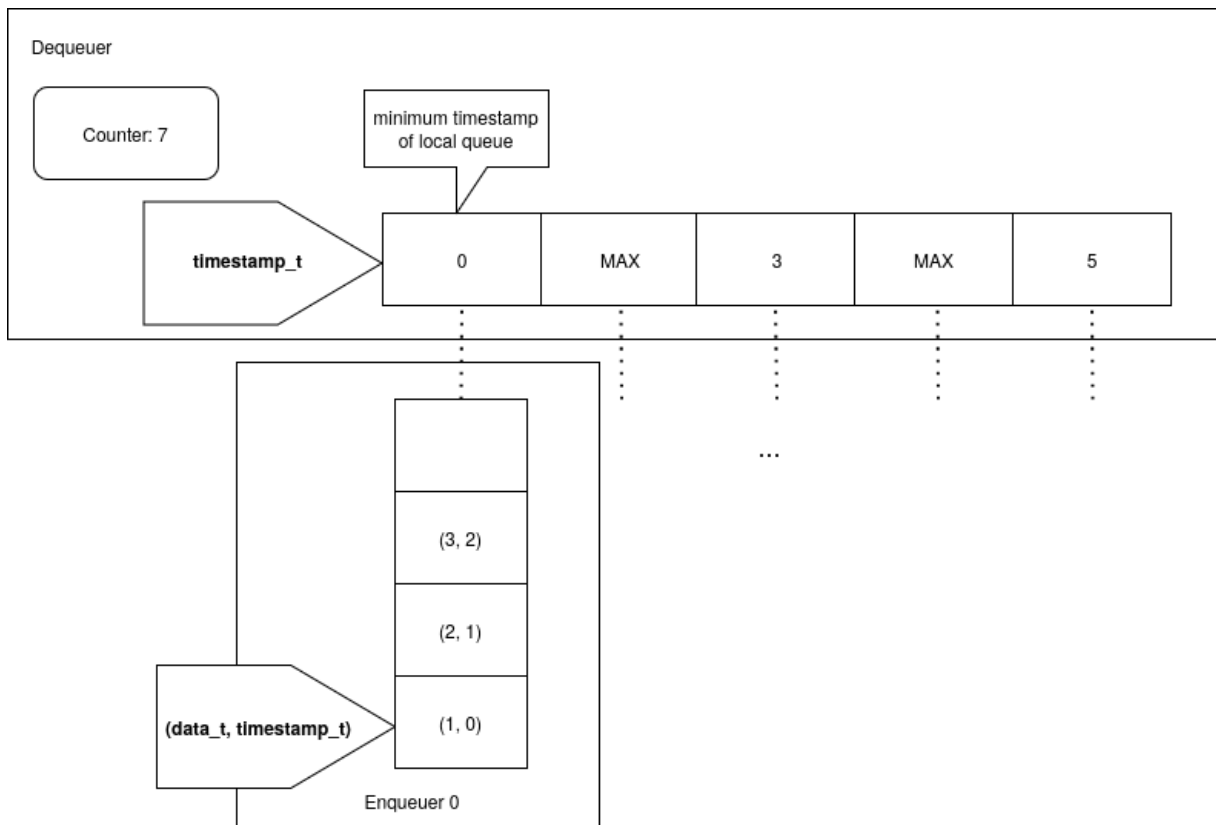 Dequeuer
Counter: 7
minimum timestamp
of local queue
timestamp_t
0
MAX
3
MAX
5
...
(3, 2)
(2, 1)
(data_t, timestamp_t)
(1, 0)
Enqueuer 0